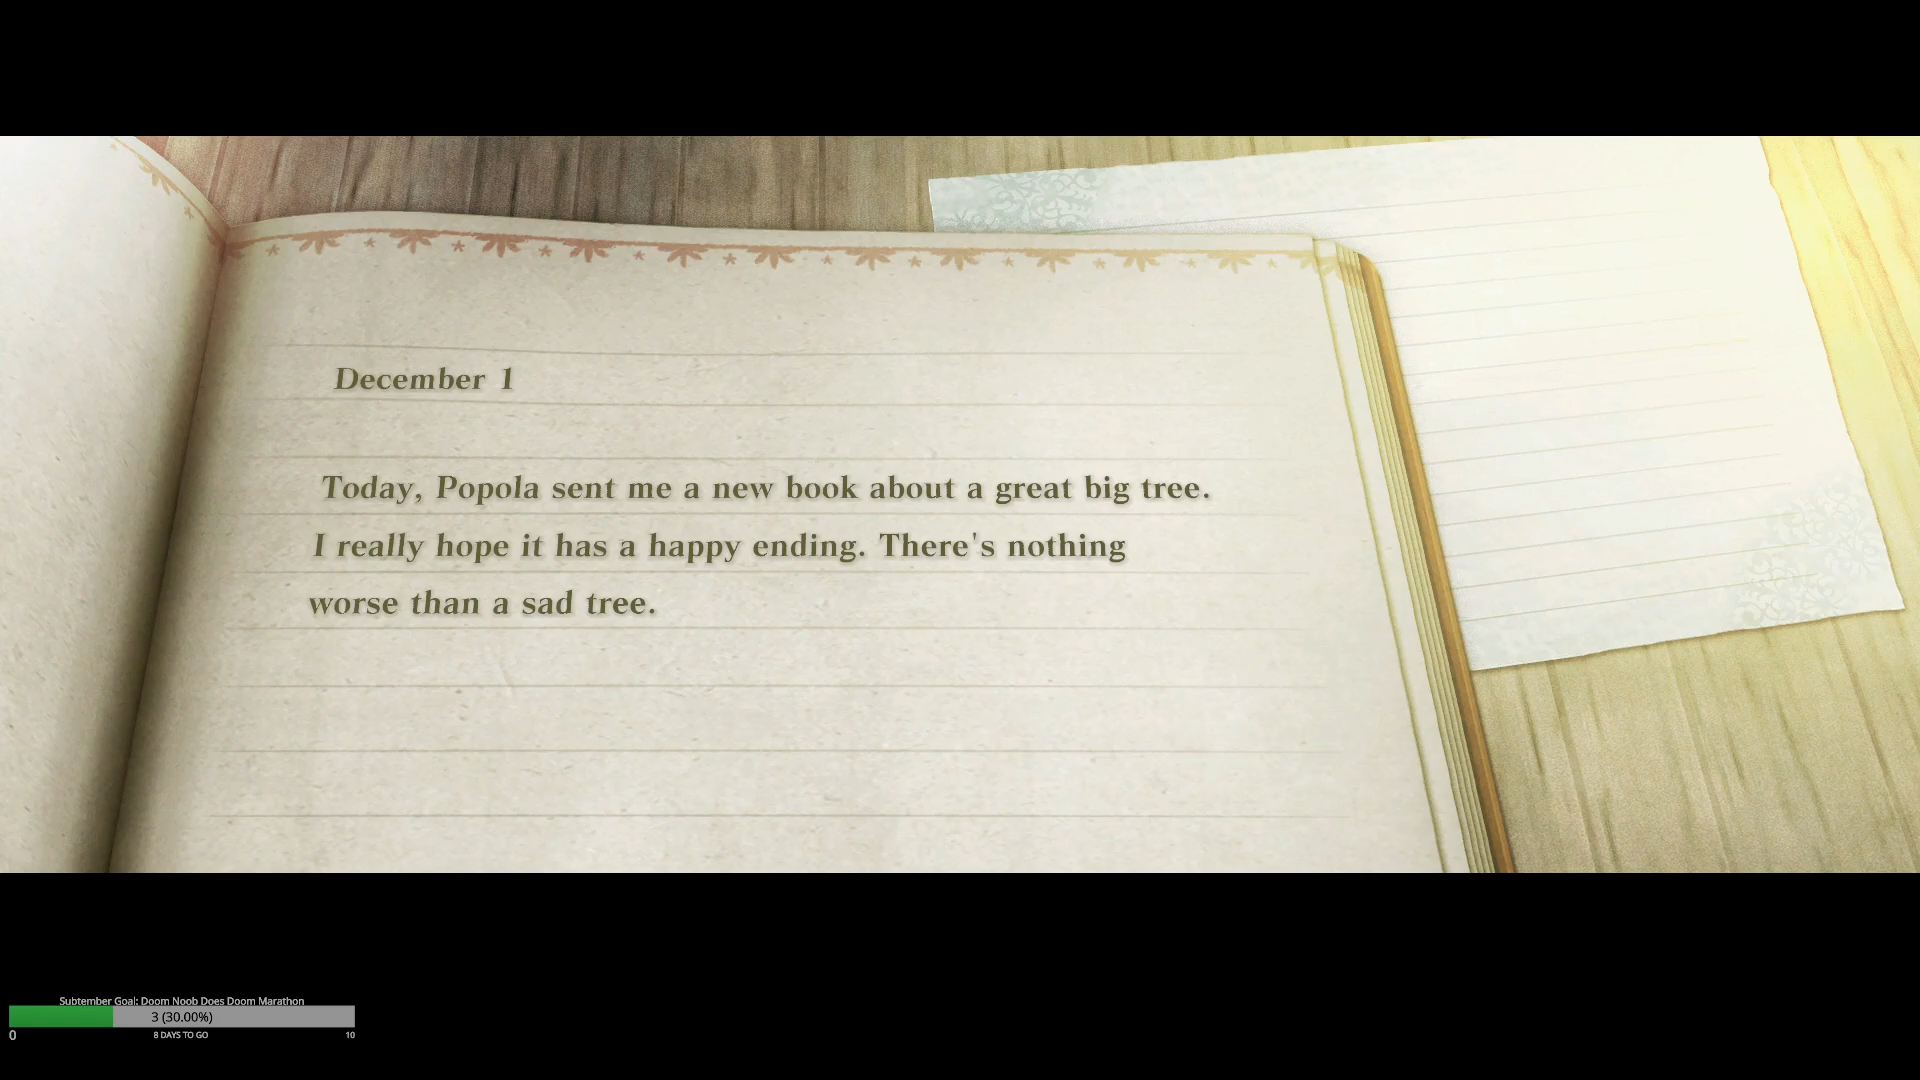 December 1
Today, Popola sent me a new book about a great big tree.
I really hope it has a happy ending. There's nothing
worse than a sad tree.
Subtember Goal: Doom Noob Does Doom Marathon
3 (30.00%)
0
8 DAYS TO GO
10